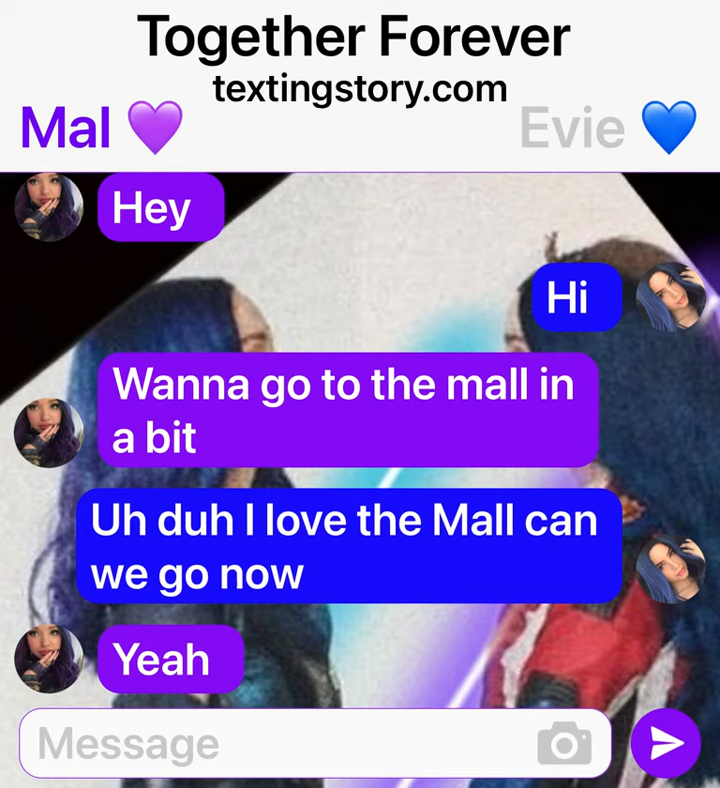 Together Forever
textingstory.com
Mal 💜
Evie 💙
Hey
Hi
Wanna go to the mall in
a bit
Uh duh I love the Mall can
we go now
Yeah
Message